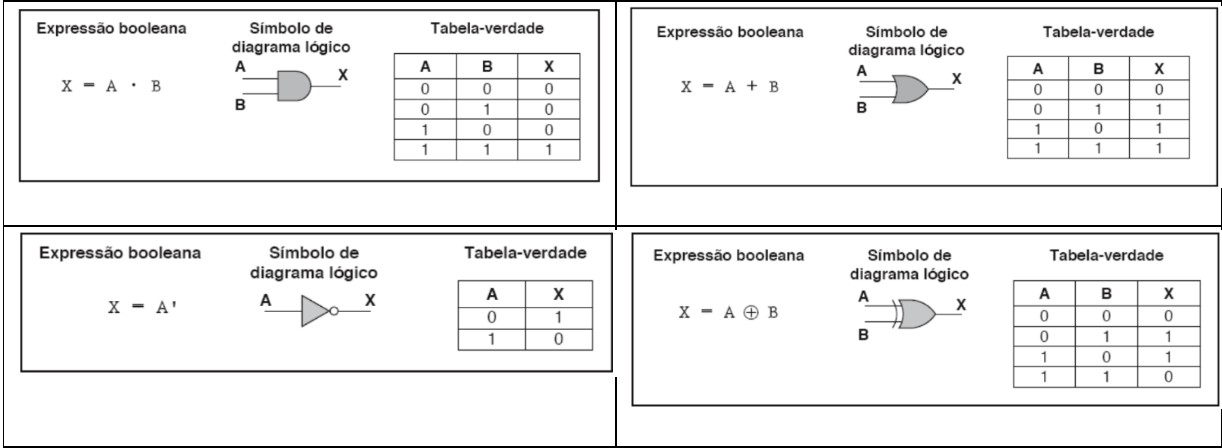 Expressão booleana
Símbolo de
diagrama lógico
Tabela-verdade
X = A · B
A
B
X
A B X
0 0 0
0 1 0
1 0 0
1 1 1
Expressão booleana
Símbolo de
diagrama lógico
Tabela-verdade
X = A + B
A
B
X
A B X
0 0 0
0 1 1
1 0 1
1 1 1
Expressão booleana
Símbolo de
diagrama lógico
Tabela-verdade
X = A'
A
X
A X
0 1
1 0
Expressão booleana
Símbolo de
diagrama lógico
Tabela-verdade
X = A ⊕ B
A
B
X
A B X
0 0 0
0 1 1
1 0 1
1 1 0